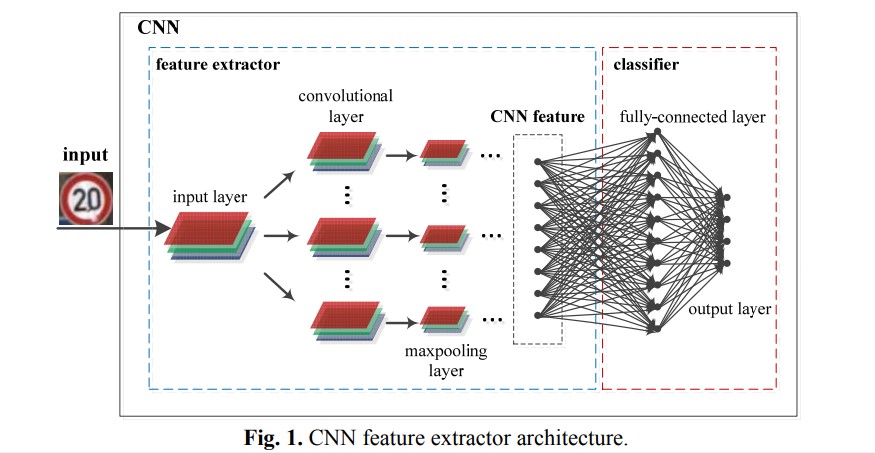 CNN
feature extractor
classifier
convolutional
layer
CNN feature
fully-connected layer
input
20
input layer
output layer
maxpooling
layer
Fig. 1. CNN feature extractor architecture.